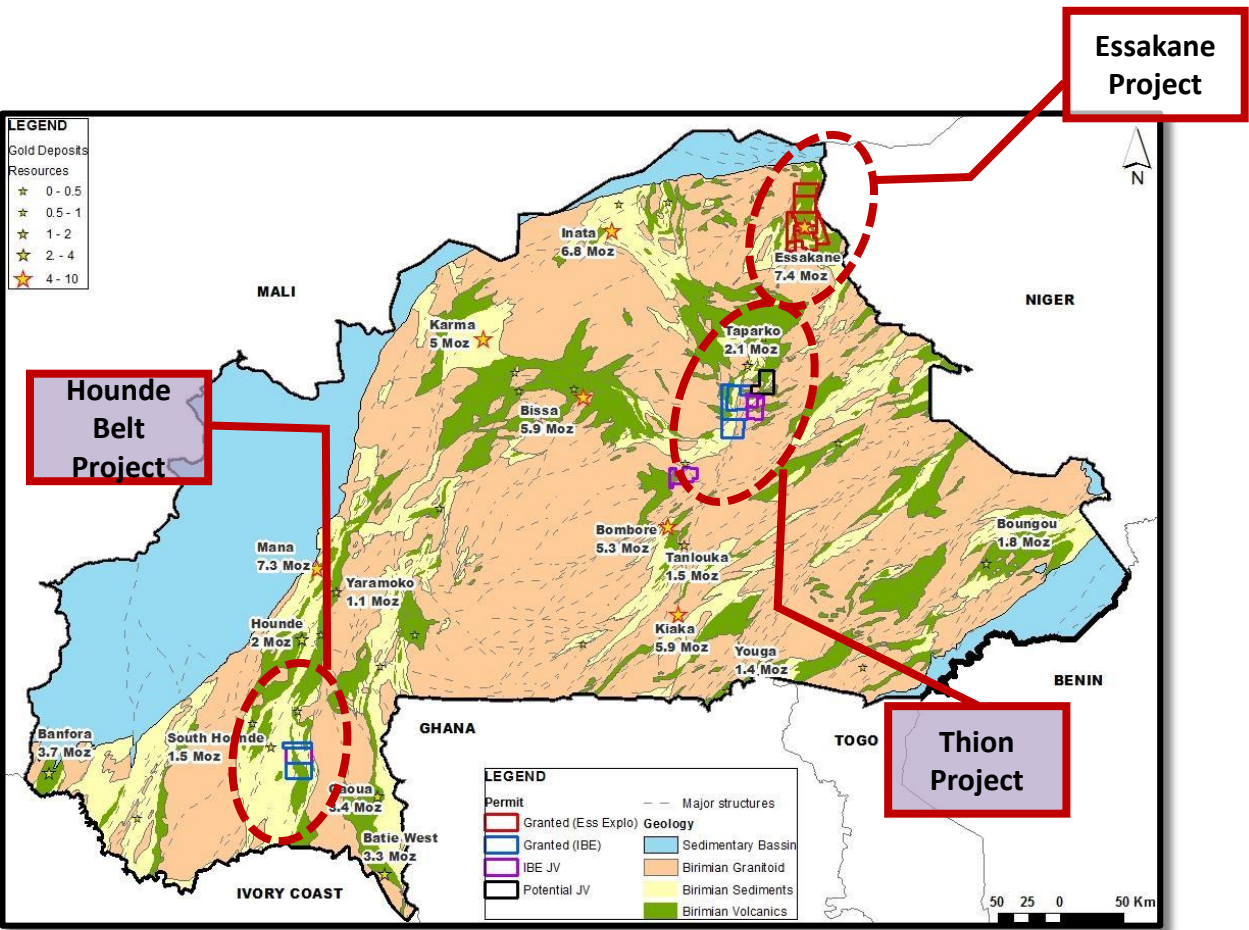 Essakane
Project
LEGEND
Gold Deposits
Resources
0 - 0.5
0.5 - 1
1 - 2
2 - 4
4 - 10
N
Inata
6.8 Moz
Essakane
7.4 Moz
MALI
NIGER
Karma
5 Moz
Taparko
2.1 Moz
Hounde
Belt
Project
Bissa
5.9 Moz
Bombore
5.3 Moz
Boungou
1.8 Moz
Mana
7.3 Moz
Tanlouka
1.5 Moz
Yaramoko
1.1 Moz
Hounde
2 Moz
Kiaka
5.9 Moz
Youga
1.4 Moz
BENIN
GHANA
TOGO
Banfora
3.7 Moz
South Hounde
1.5 Moz
Thion
Project
Gaoua
3.4 Moz
Batie West
3.3 Moz
IVORY COAST
LEGEND
Permit
Granted (Ess Explo)
Granted (IBE)
IBE JV
Potential JV
Major structures
Geology
Sedimentary Bassin
Birimian Granitoid
Birimian Sediments
Birimian Volcanics
50 25 0 50 Km